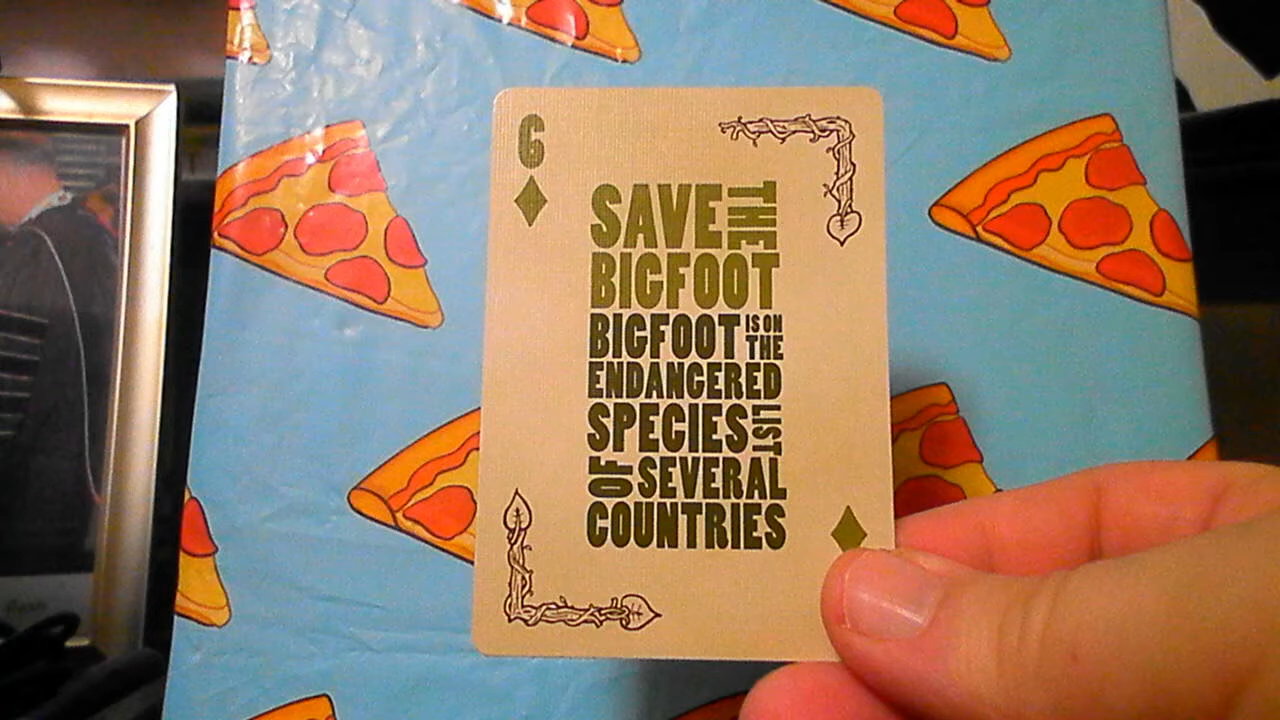 6
SAVE THE
BIGFOOT
BIGFOOT IS ON THE
ENDANGERED
SPECIES LIST
OF SEVERAL
COUNTRIES